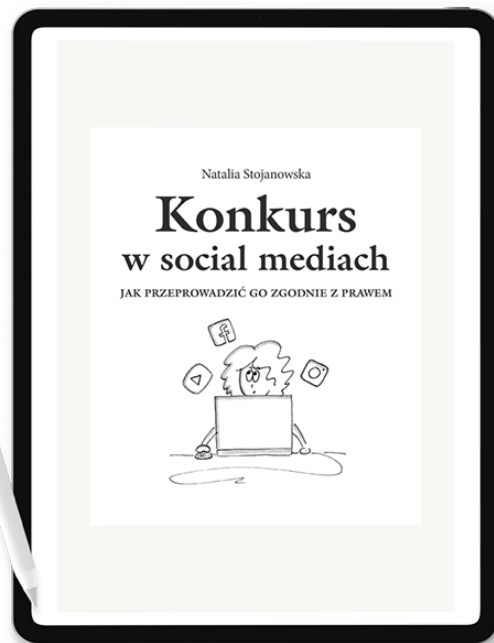 Natalia Stojanowska
Konkurs
w social mediach
JAK PRZEPROWADZIĆ GO ZGODNIE Z PRAWEM